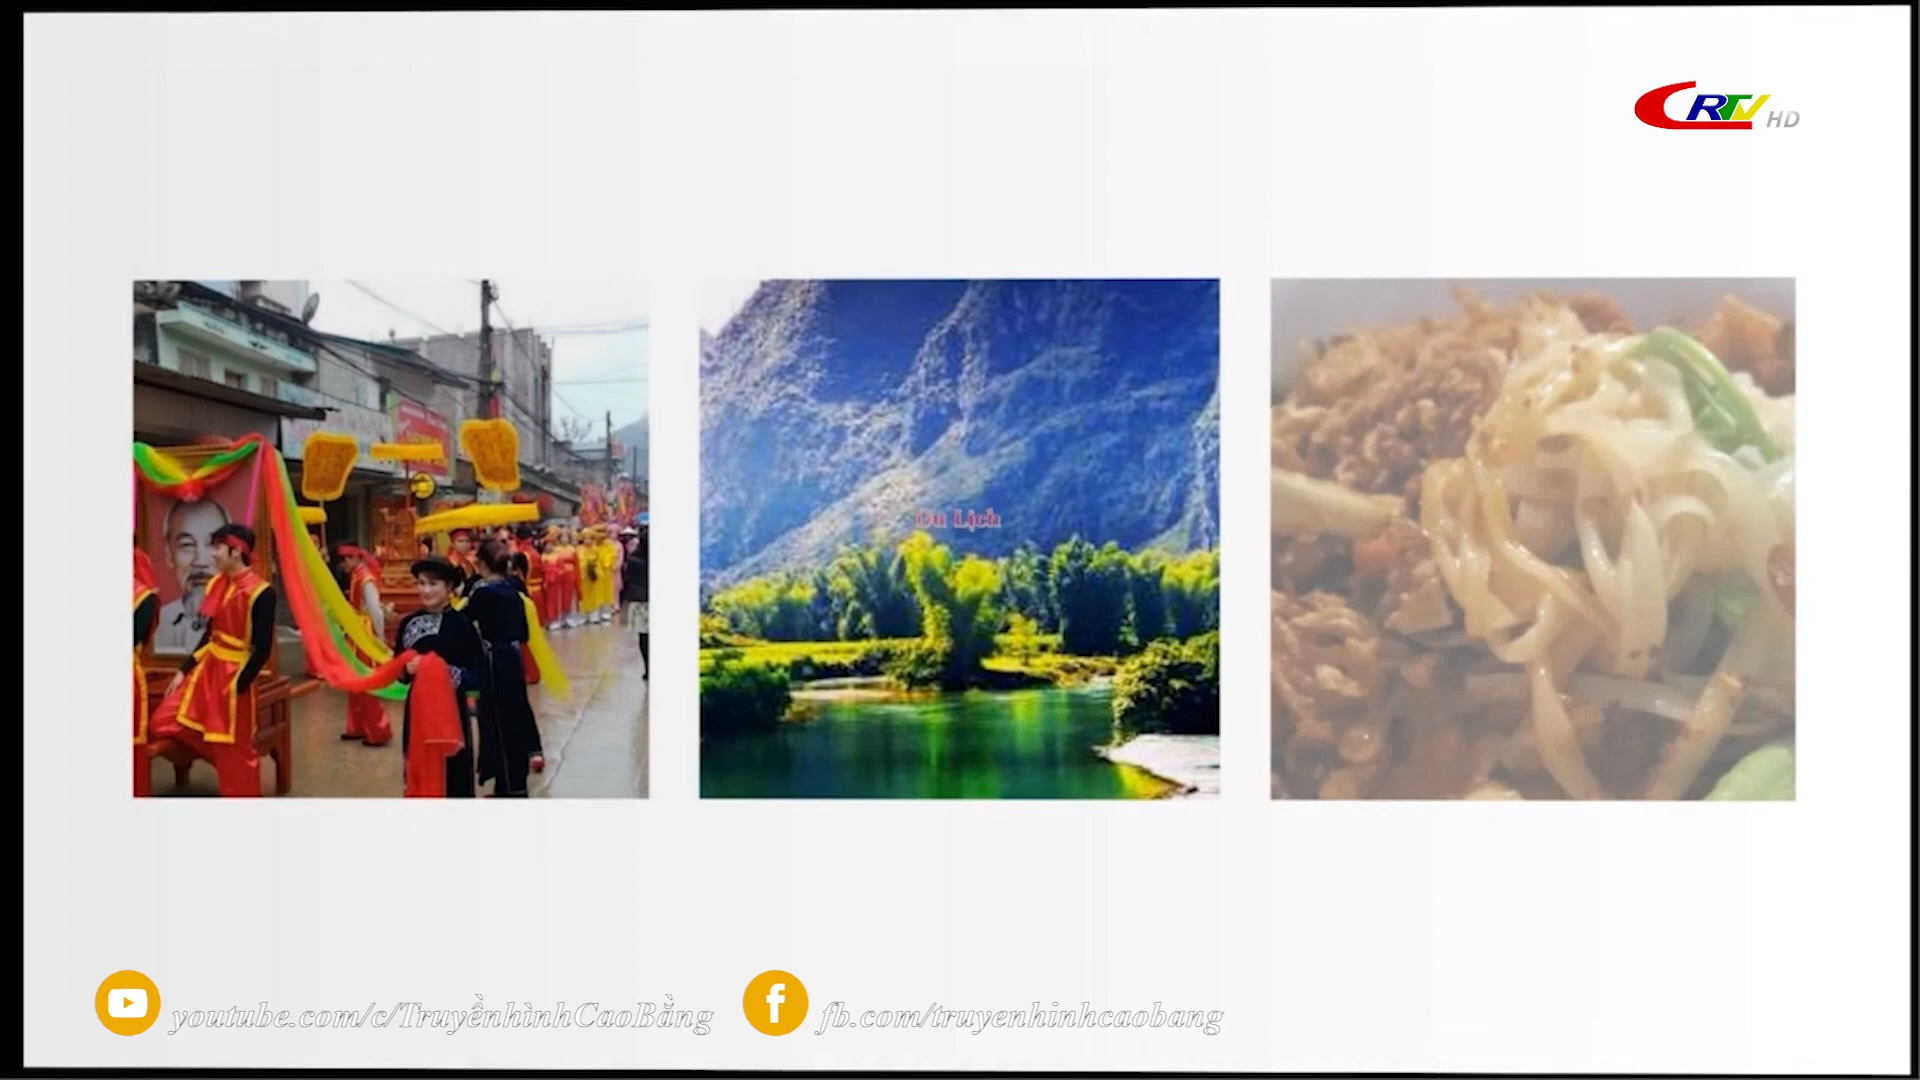 CRTV HD
Du Lịch
youtube.com/c/TruyềnhìnhCaoBằng
fb.com/truyenhinhcaobang